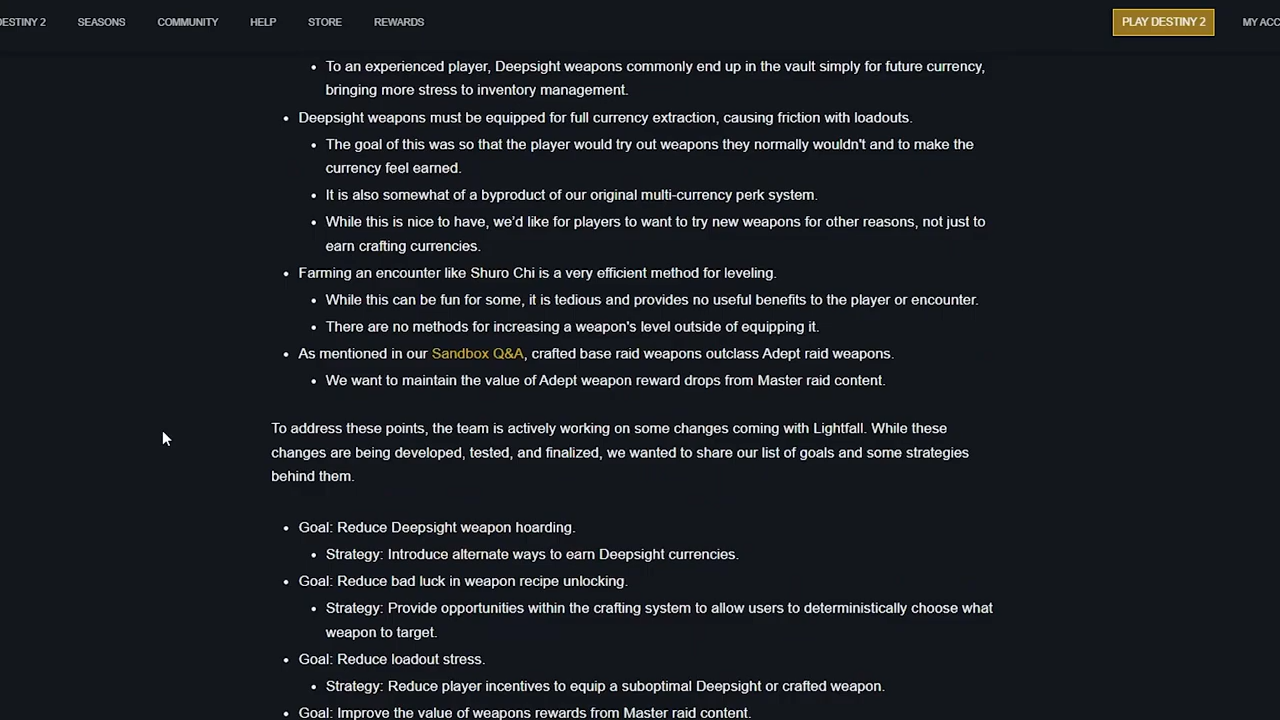 DESTINY 2 SEASONS COMMUNITY HELP STORE REWARDS PLAY DESTINY 2 MY ACC
• To an experienced player, Deepsight weapons commonly end up in the vault simply for future currency,
bringing more stress to inventory management.
• Deepsight weapons must be equipped for full currency extraction, causing friction with loadouts.
• The goal of this was so that the player would try out weapons they normally wouldn't and to make the
currency feel earned.
• It is also somewhat of a byproduct of our original multi-currency perk system.
• While this is nice to have, we'd like for players to want to try new weapons for other reasons, not just to
earn crafting currencies.
• Farming an encounter like Shuro Chi is a very efficient method for leveling.
• While this can be fun for some, it is tedious and provides no useful benefits to the player or encounter.
• There are no methods for increasing a weapon's level outside of equipping it.
• As mentioned in our Sandbox Q&A, crafted base raid weapons outclass Adept raid weapons.
• We want to maintain the value of Adept weapon reward drops from Master raid content.
To address these points, the team is actively working on some changes coming with Lightfall. While these
changes are being developed, tested, and finalized, we wanted to share our list of goals and some strategies
behind them.
• Goal: Reduce Deepsight weapon hoarding.
• Strategy: Introduce alternate ways to earn Deepsight currencies.
• Goal: Reduce bad luck in weapon recipe unlocking.
• Strategy: Provide opportunities within the crafting system to allow users to deterministically choose what
weapon to target.
• Goal: Reduce loadout stress.
• Strategy: Reduce player incentives to equip a suboptimal Deepsight or crafted weapon.
• Goal: Improve the value of weapons rewards from Master raid content.